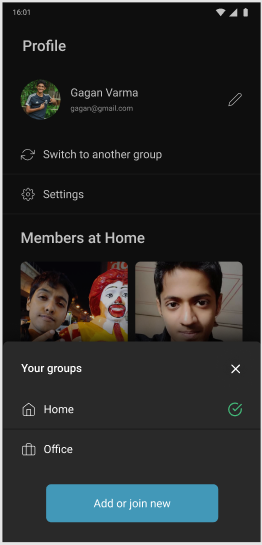 16:01
Profile
Gagan Varma
gagan@gmail.com
Switch to another group
Settings
Members at Home
Your groups
Home
Office
Add or join new